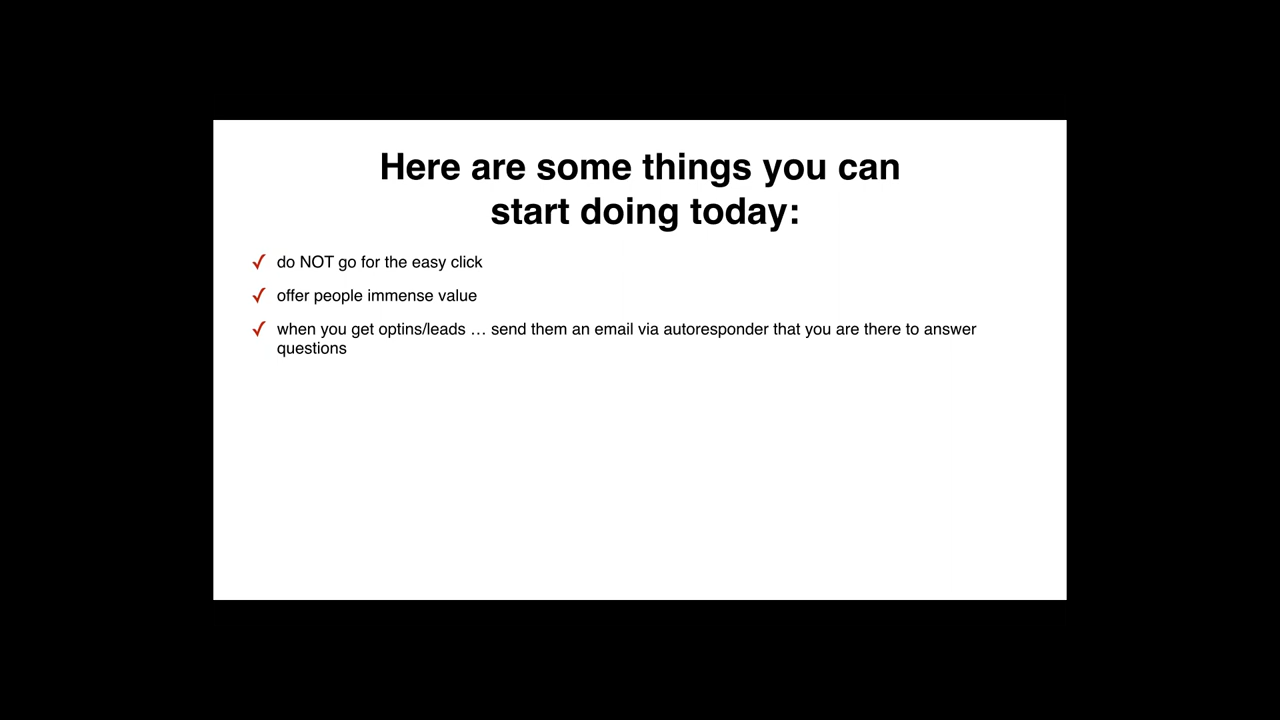 Here are some things you can
start doing today:
✓ do NOT go for the easy click
✓ offer people immense value
✓ when you get optins/leads … send them an email via autoresponder that you are there to answer
questions